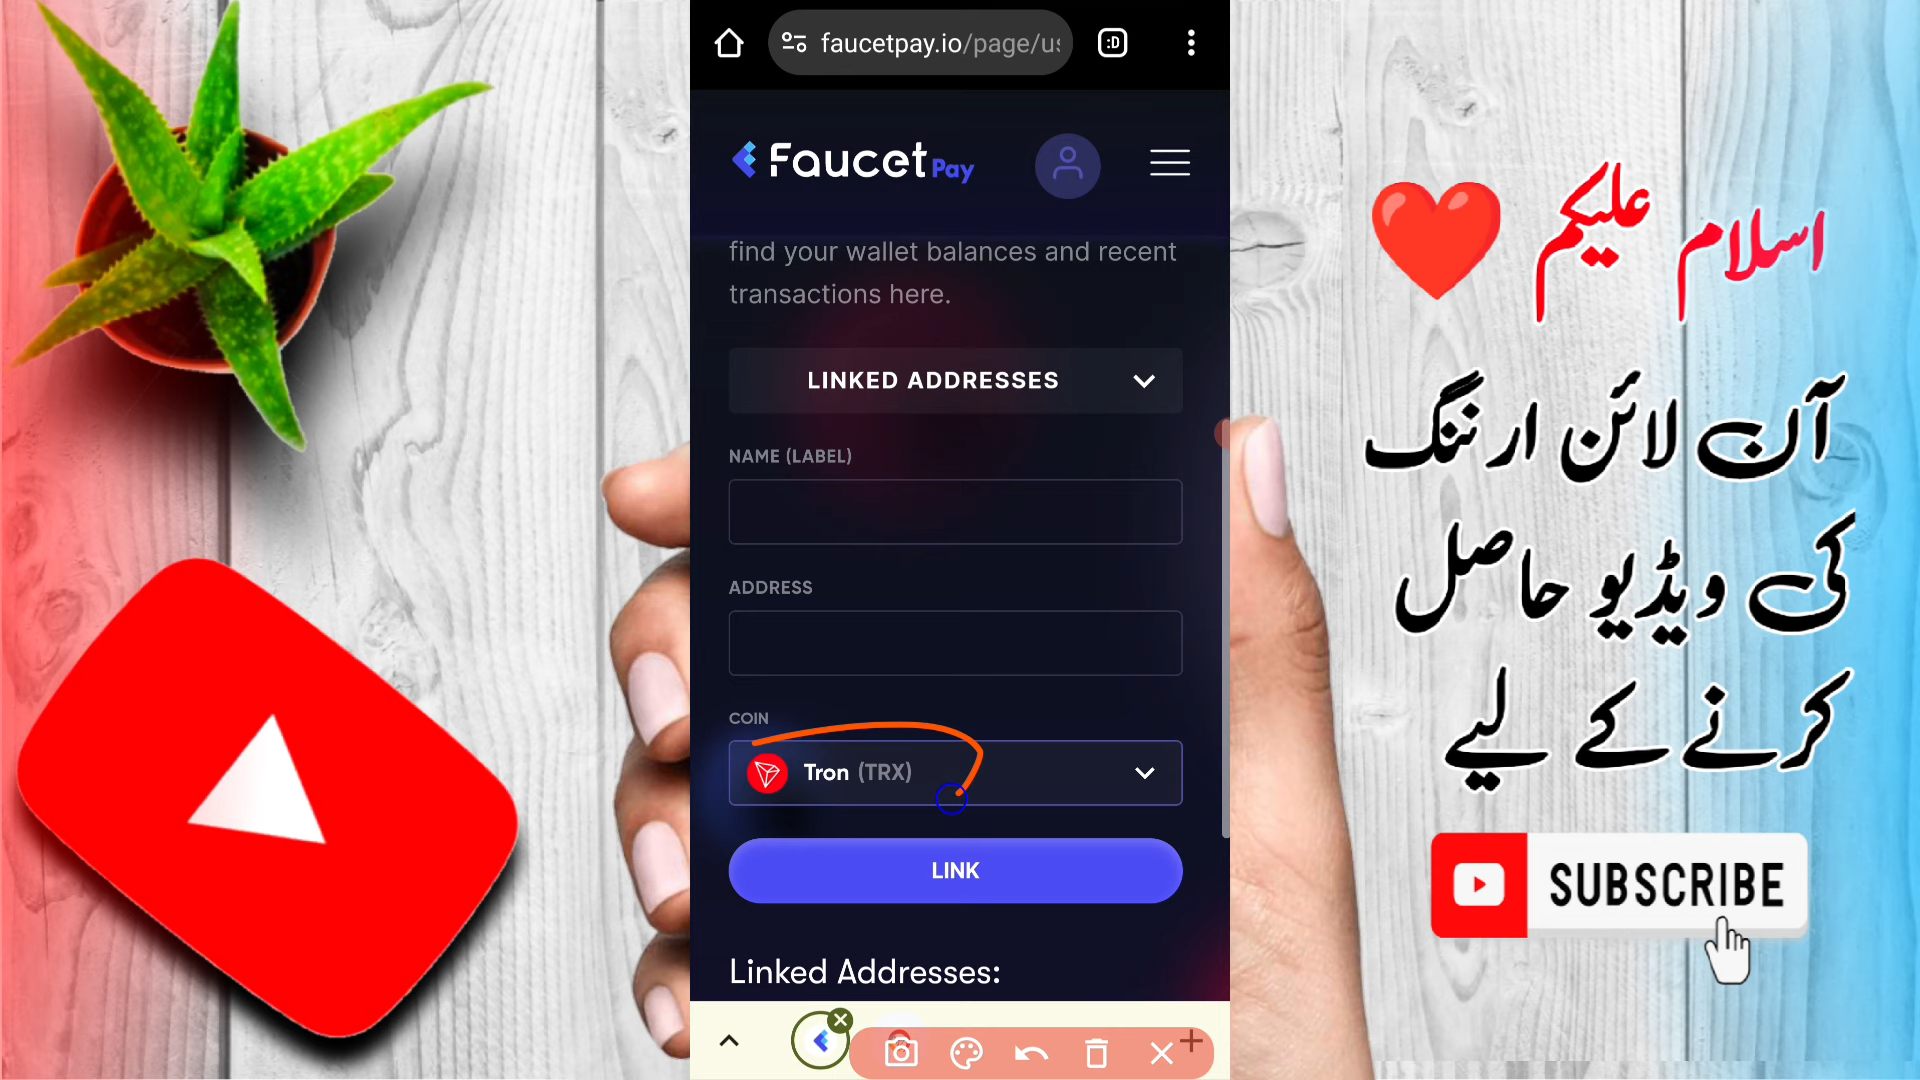 :D
faucetpay.io/page/us
Faucet Pay
find your wallet balances and recent
transactions here.
LINKED ADDRESSES
NAME (LABEL)
ADDRESS
COIN
Tron (TRX)
LINK
Linked Addresses:
اسلام علیکم
آن لائن ارننگ
کی ویڈیو حاصل
کرنے کے لیے
SUBSCRIBE